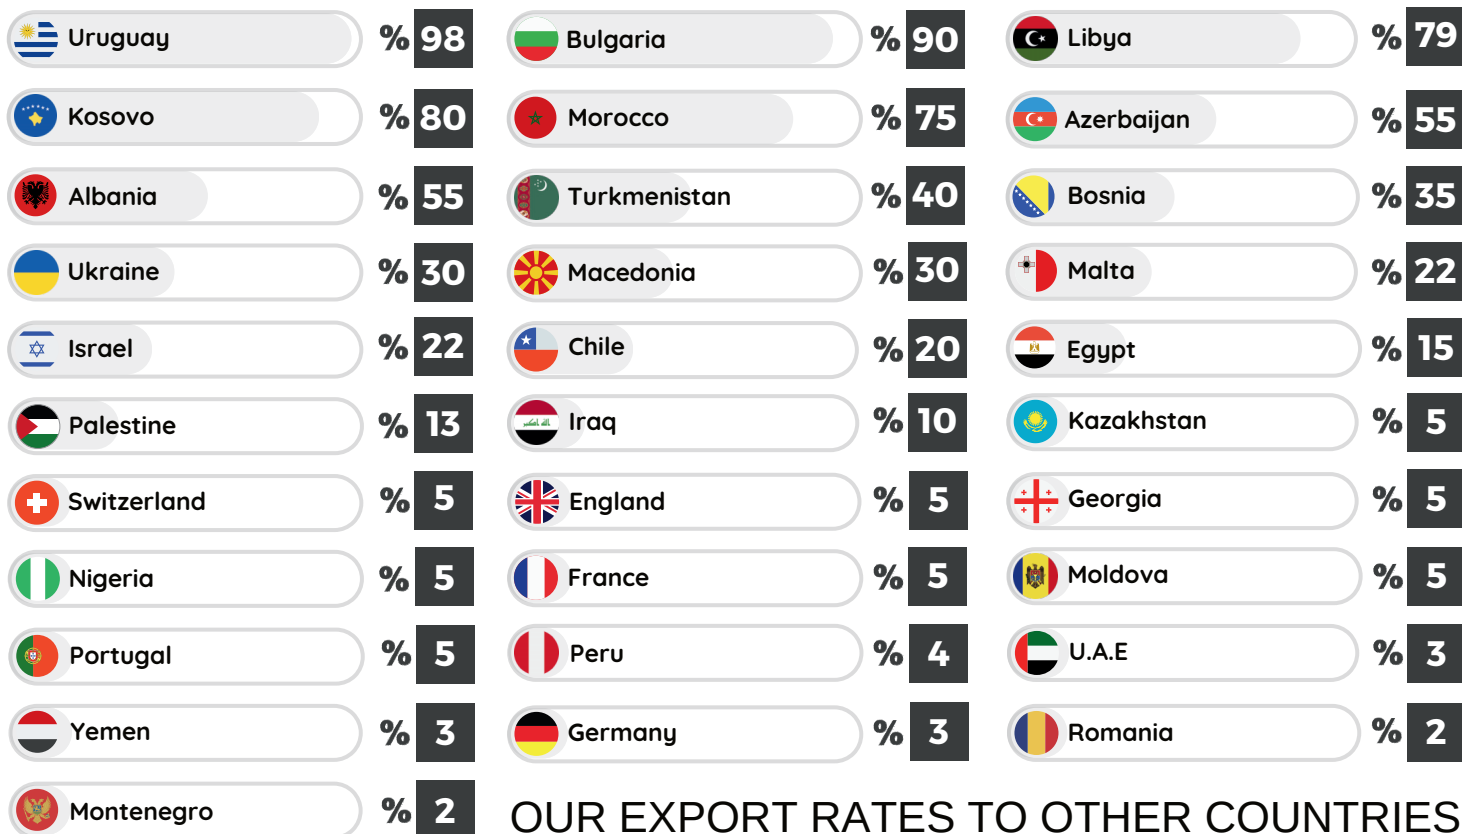 Uruguay % 98 Bulgaria % 90 Libya % 79
Kosovo % 80 Morocco % 75 Azerbaijan % 55
Albania % 55 Turkmenistan % 40 Bosnia % 35
Ukraine % 30 Macedonia % 30 Malta % 22
Israel % 22 Chile % 20 Egypt % 15
Palestine % 13 Iraq % 10 Kazakhstan % 5
Switzerland % 5 England % 5 Georgia % 5
Nigeria % 5 France % 5 Moldova % 5
Portugal % 5 Peru % 4 U.A.E % 3
Yemen % 3 Germany % 3 Romania % 2
Montenegro % 2 OUR EXPORT RATES TO OTHER COUNTRIES